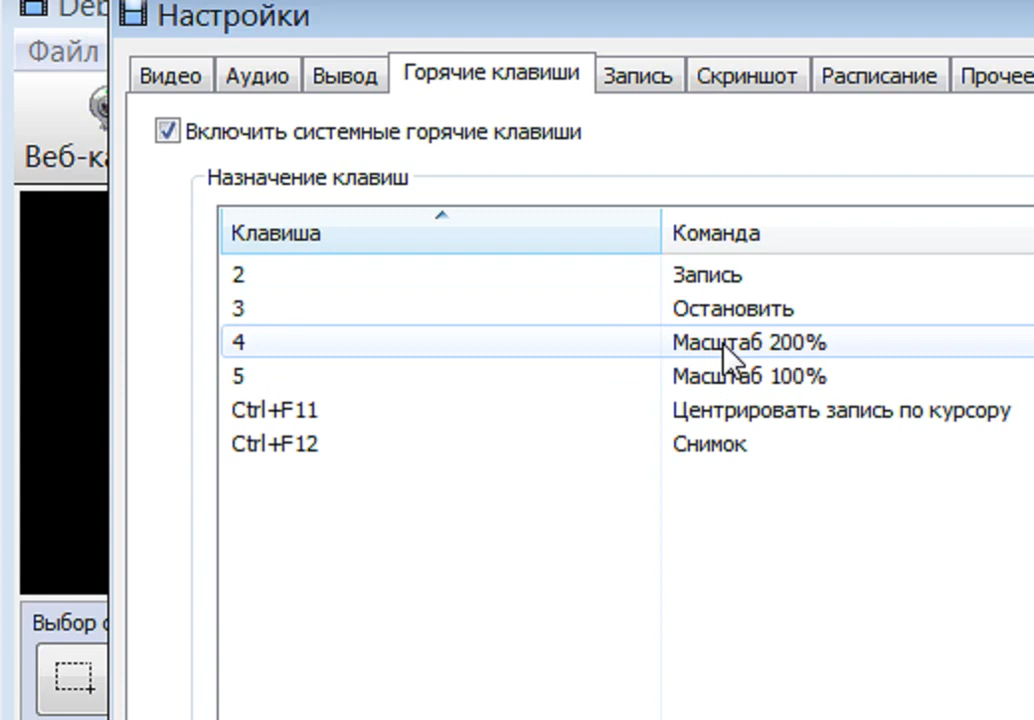 Deb
Настройки
Файл
Видео Аудио Вывод Горячие клавиши Запись Скриншот Расписание Прочее
Включить системные горячие клавиши
Веб-ка
Назначение клавиш
Клавиша Команда
2 Запись
3 Остановить
4 Масштаб 200%
5 Масштаб 100%
Ctrl+F11 Центрировать запись по курсору
Ctrl+F12 Снимок
Выбор